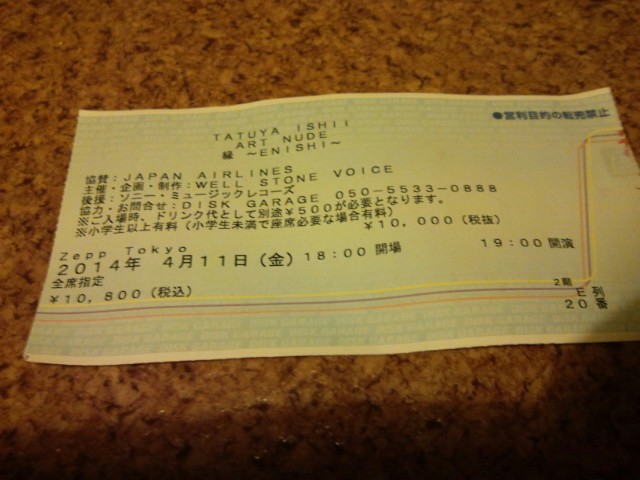 ●営利目的の転売禁止
TATUYA ISHII
ART NUDE
縁 ~ENISHI~
協賛:JAPAN AIRLINES
主催・企画・制作:WELL STONE VOICE
後援:ソニー・ミュージックレコーズ
協力・お問合せ:DISK GARAGE 050-5533-0888
※ご入場時、ドリンク代として別途¥500が必要となります。
※小学生以上有料(小学生未満で座席必要な場合有料)
¥10,000(税抜)
Zepp Tokyo
2014年 4月11日(金)18:00開場 19:00開演
全席指定 2階
¥10,800(税込) E列
20番